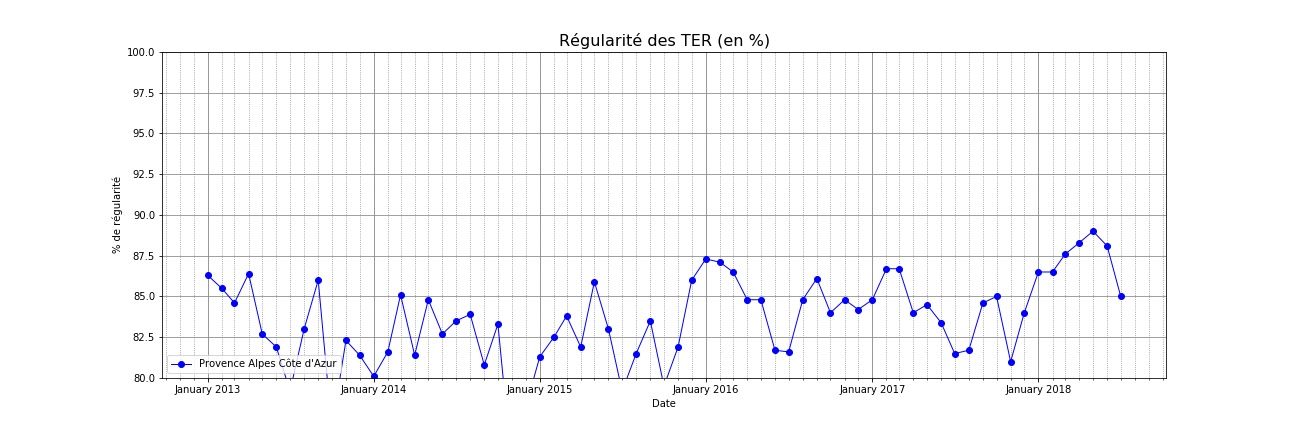 Régularité des TER (en %)
100.0
97.5
95.0
92.5
90.0
87.5
85.0
82.5
80.0
% de régularité
Provence Alpes Côte d'Azur
January 2013 January 2014 January 2015 January 2016 January 2017 January 2018
Date